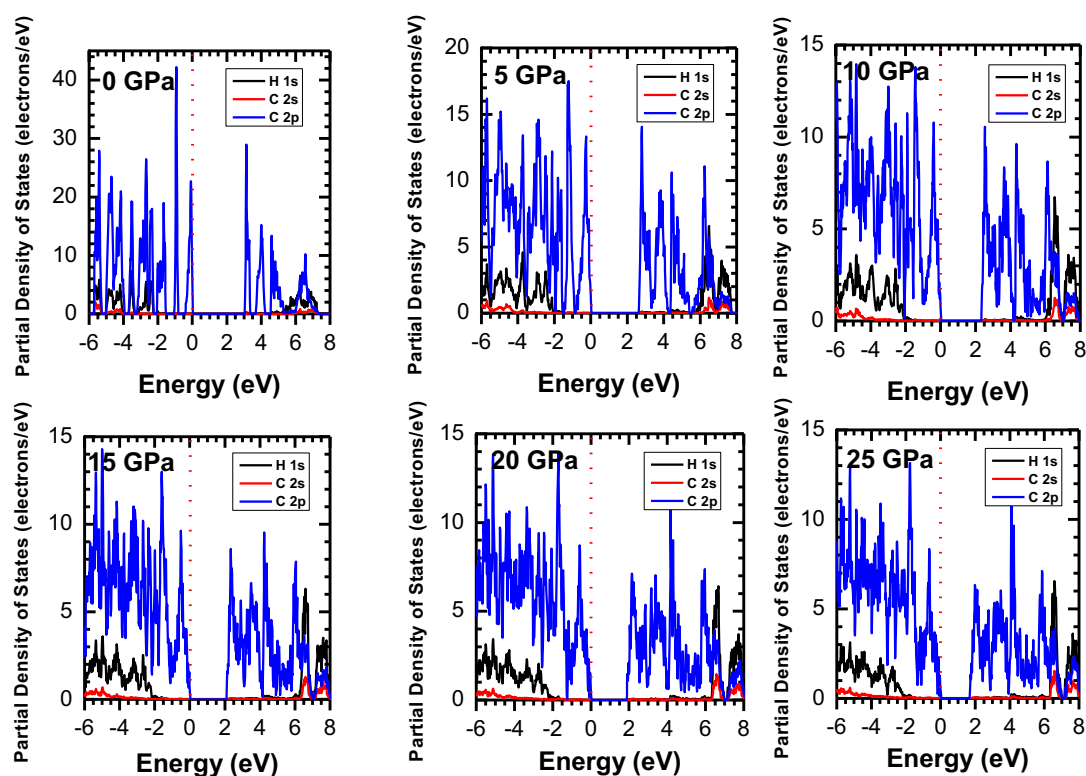 Partial Density of States (electrons/eV)
40
30
20
10
0
0 GPa
H 1s
C 2s
C 2p
-6 -4 -2 0 2 4 6 8
Energy (eV)
Partial Density of States (electrons/eV)
20
15
10
5
0
5 GPa
H 1s
C 2s
C 2p
-6 -4 -2 0 2 4 6 8
Energy (eV)
Partial Density of States (electrons/eV)
15
10
5
0
10 GPa
H 1s
C 2s
C 2p
-6 -4 -2 0 2 4 6 8
Energy (eV)
Partial Density of States (electrons/eV)
15
10
5
0
15 GPa
H 1s
C 2s
C 2p
-6 -4 -2 0 2 4 6 8
Energy (eV)
Partial Density of States (electrons/eV)
15
10
5
0
20 GPa
H 1s
C 2s
C 2p
-6 -4 -2 0 2 4 6 8
Energy (eV)
Partial Density of States (electrons/eV)
15
10
5
0
25 GPa
H 1s
C 2s
C 2p
-6 -4 -2 0 2 4 6 8
Energy (eV)